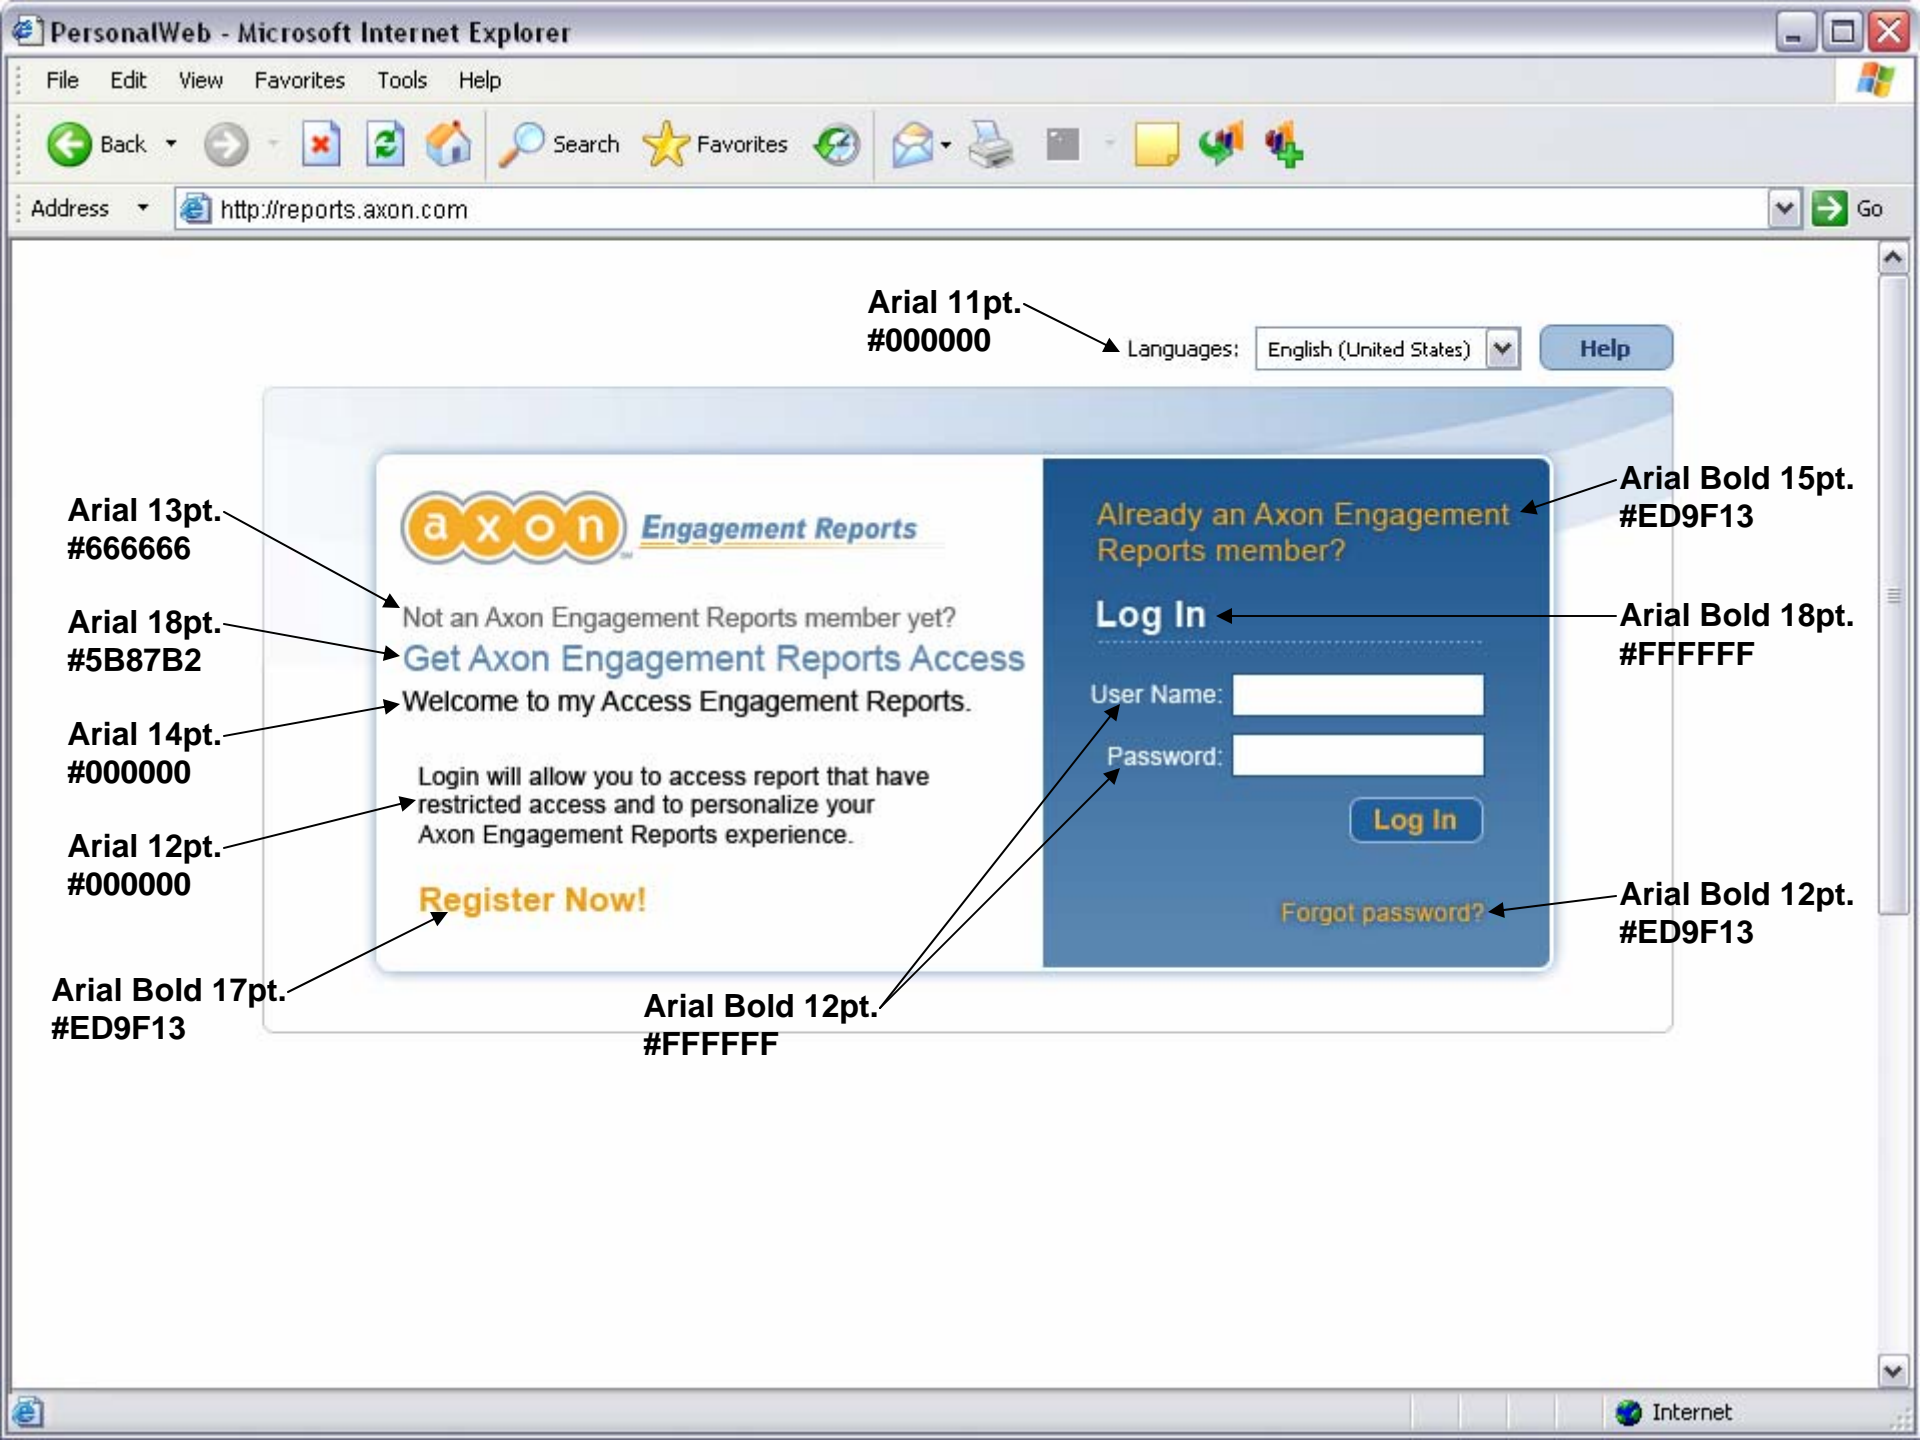 PersonalWeb - Microsoft Internet Explorer
File Edit View Favorites Tools Help
Back Search Favorites
Address http://reports.axon.com Go
Arial 11pt.
#000000
Languages: English (United States) Help
axon Engagement Reports
Not an Axon Engagement Reports member yet?
Get Axon Engagement Reports Access
Welcome to my Access Engagement Reports.
Login will allow you to access report that have
restricted access and to personalize your
Axon Engagement Reports experience.
Register Now!
Already an Axon Engagement
Reports member?
Log In
User Name:
Password:
Log In
Forgot password?
Arial 13pt.
#666666
Arial 18pt.
#5B87B2
Arial 14pt.
#000000
Arial 12pt.
#000000
Arial Bold 17pt.
#ED9F13
Arial Bold 12pt.
#FFFFFF
Arial Bold 15pt.
#ED9F13
Arial Bold 18pt.
#FFFFFF
Arial Bold 12pt.
#ED9F13
Internet